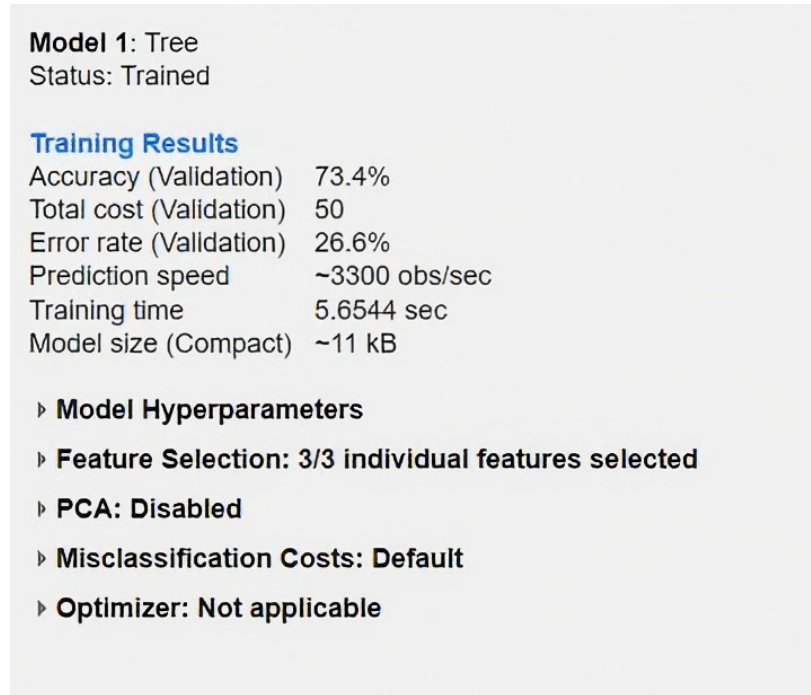 Model 1: Tree
Status: Trained
Training Results
Accuracy (Validation) 73.4%
Total cost (Validation) 50
Error rate (Validation) 26.6%
Prediction speed ~3300 obs/sec
Training time 5.6544 sec
Model size (Compact) ~11 kB
Model Hyperparameters
Feature Selection: 3/3 individual features selected
PCA: Disabled
Misclassification Costs: Default
Optimizer: Not applicable